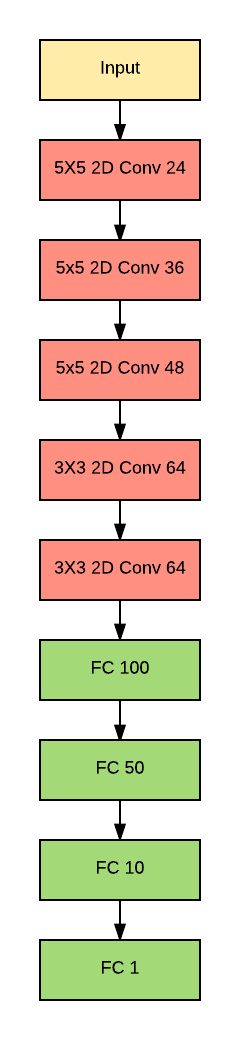 Input
5X5 2D Conv 24
5x5 2D Conv 36
5x5 2D Conv 48
3X3 2D Conv 64
3X3 2D Conv 64
FC 100
FC 50
FC 10
FC 1